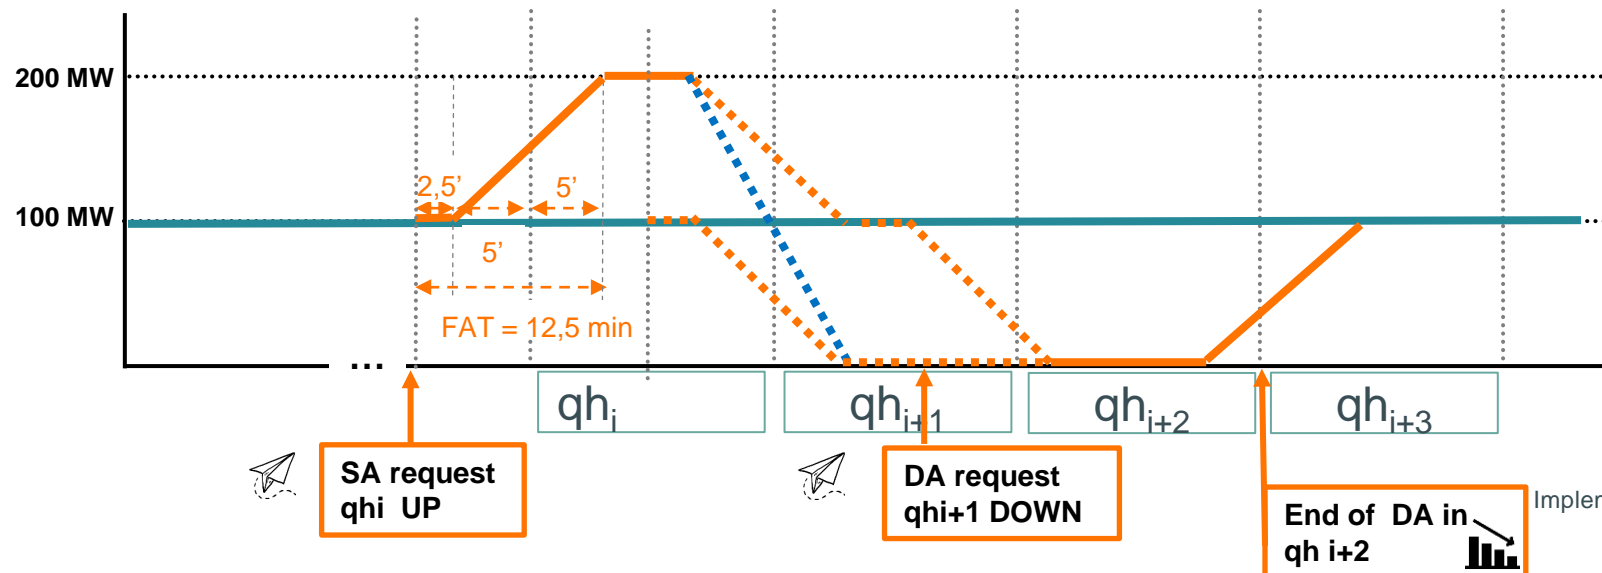 200 MW
2,5’
5’
100 MW
5’
FAT = 12,5 min
...
qhi
qhi+1
qhi+2
qhi+3
SA request
qhi UP
DA request
qhi+1 DOWN
End of DA in
qh i+2
Impler